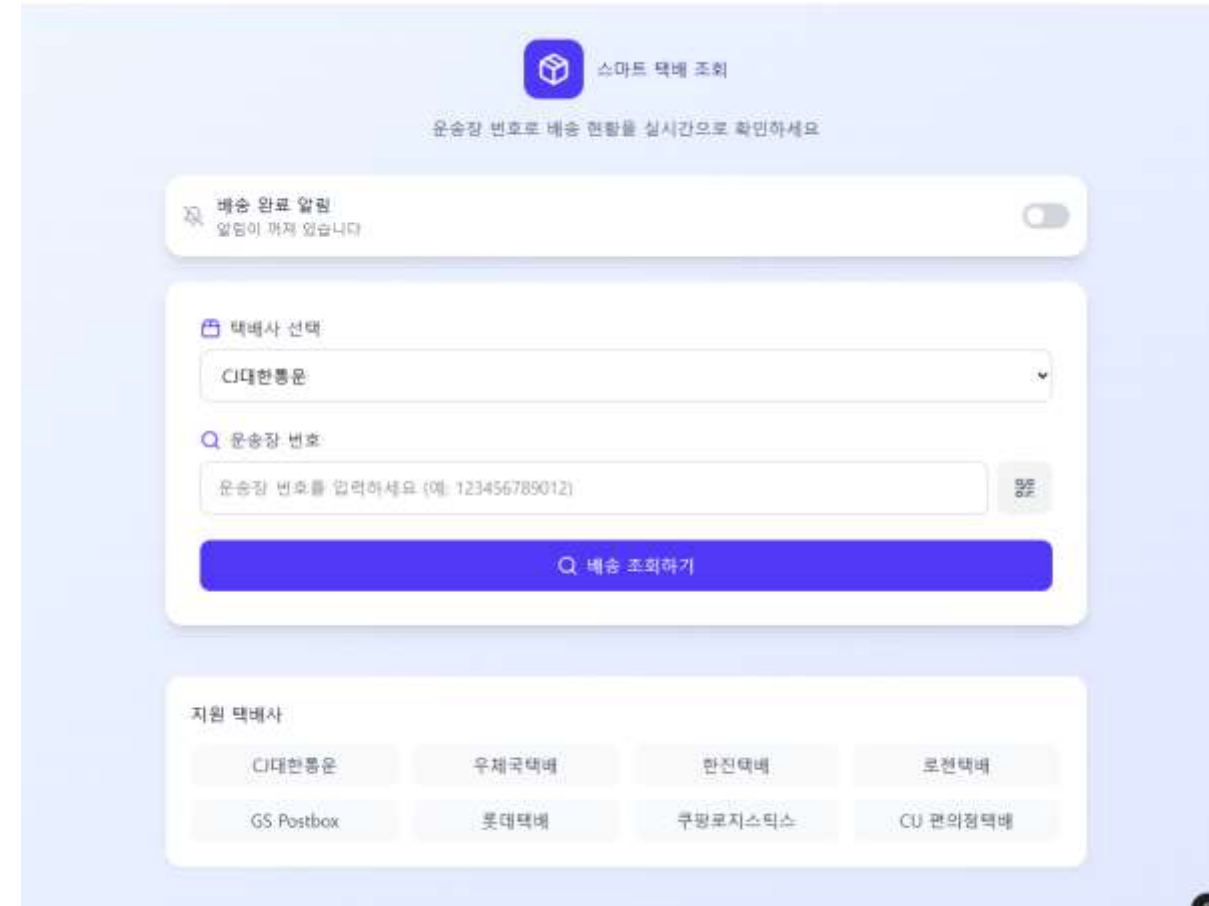 스마트 택배 조회
운송장 번호로 배송 현황을 실시간으로 확인하세요
배송 완료 알림
알림이 꺼져 있습니다
택배사 선택
CJ대한통운
운송장 번호
운송장 번호를 입력하세요 (예: 123456789012)
배송 조회하기
지원 택배사
CJ대한통운 우체국택배 한진택배 로젠택배
GS Postbox 롯데택배 쿠팡로지스틱스 CU 편의점택배